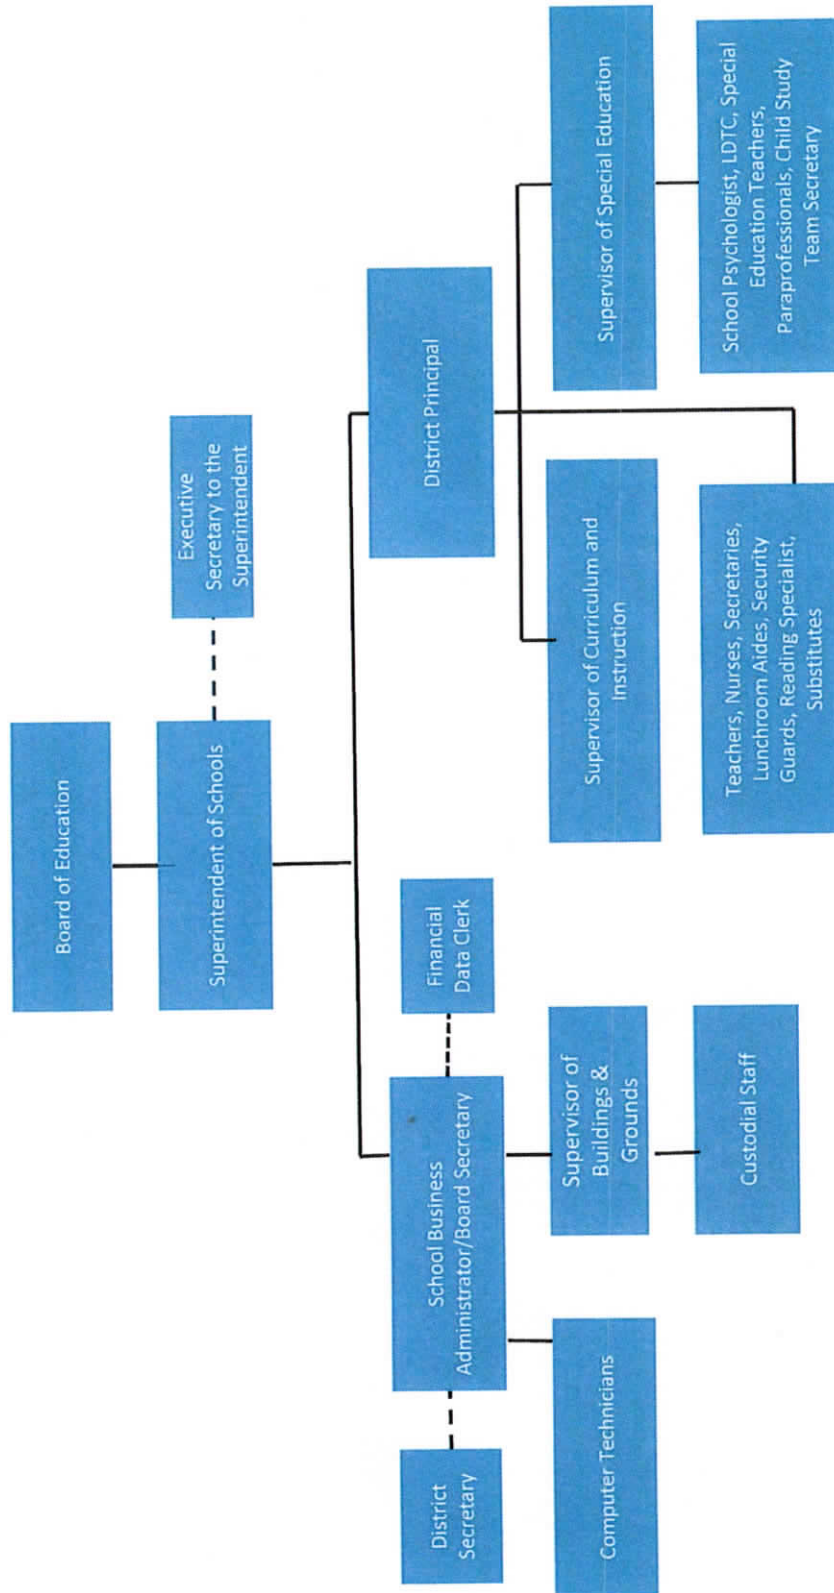 Board of Education
Superintendent of Schools
Executive
Secretary to the
Superintendent
District
Secretary
School Business
Administrator/Board Secretary
Financial
Data Clerk
District Principal
Computer Technicians
Supervisor of
Buildings &
Grounds
Supervisor of Curriculum and
Instruction
Supervisor of Special Education
Custodial Staff
Teachers, Nurses, Secretaries,
Lunchroom Aides, Security
Guards, Reading Specialist,
Substitutes
School Psychologist, LDTC, Special
Education Teachers,
Paraprofessionals, Child Study
Team Secretary